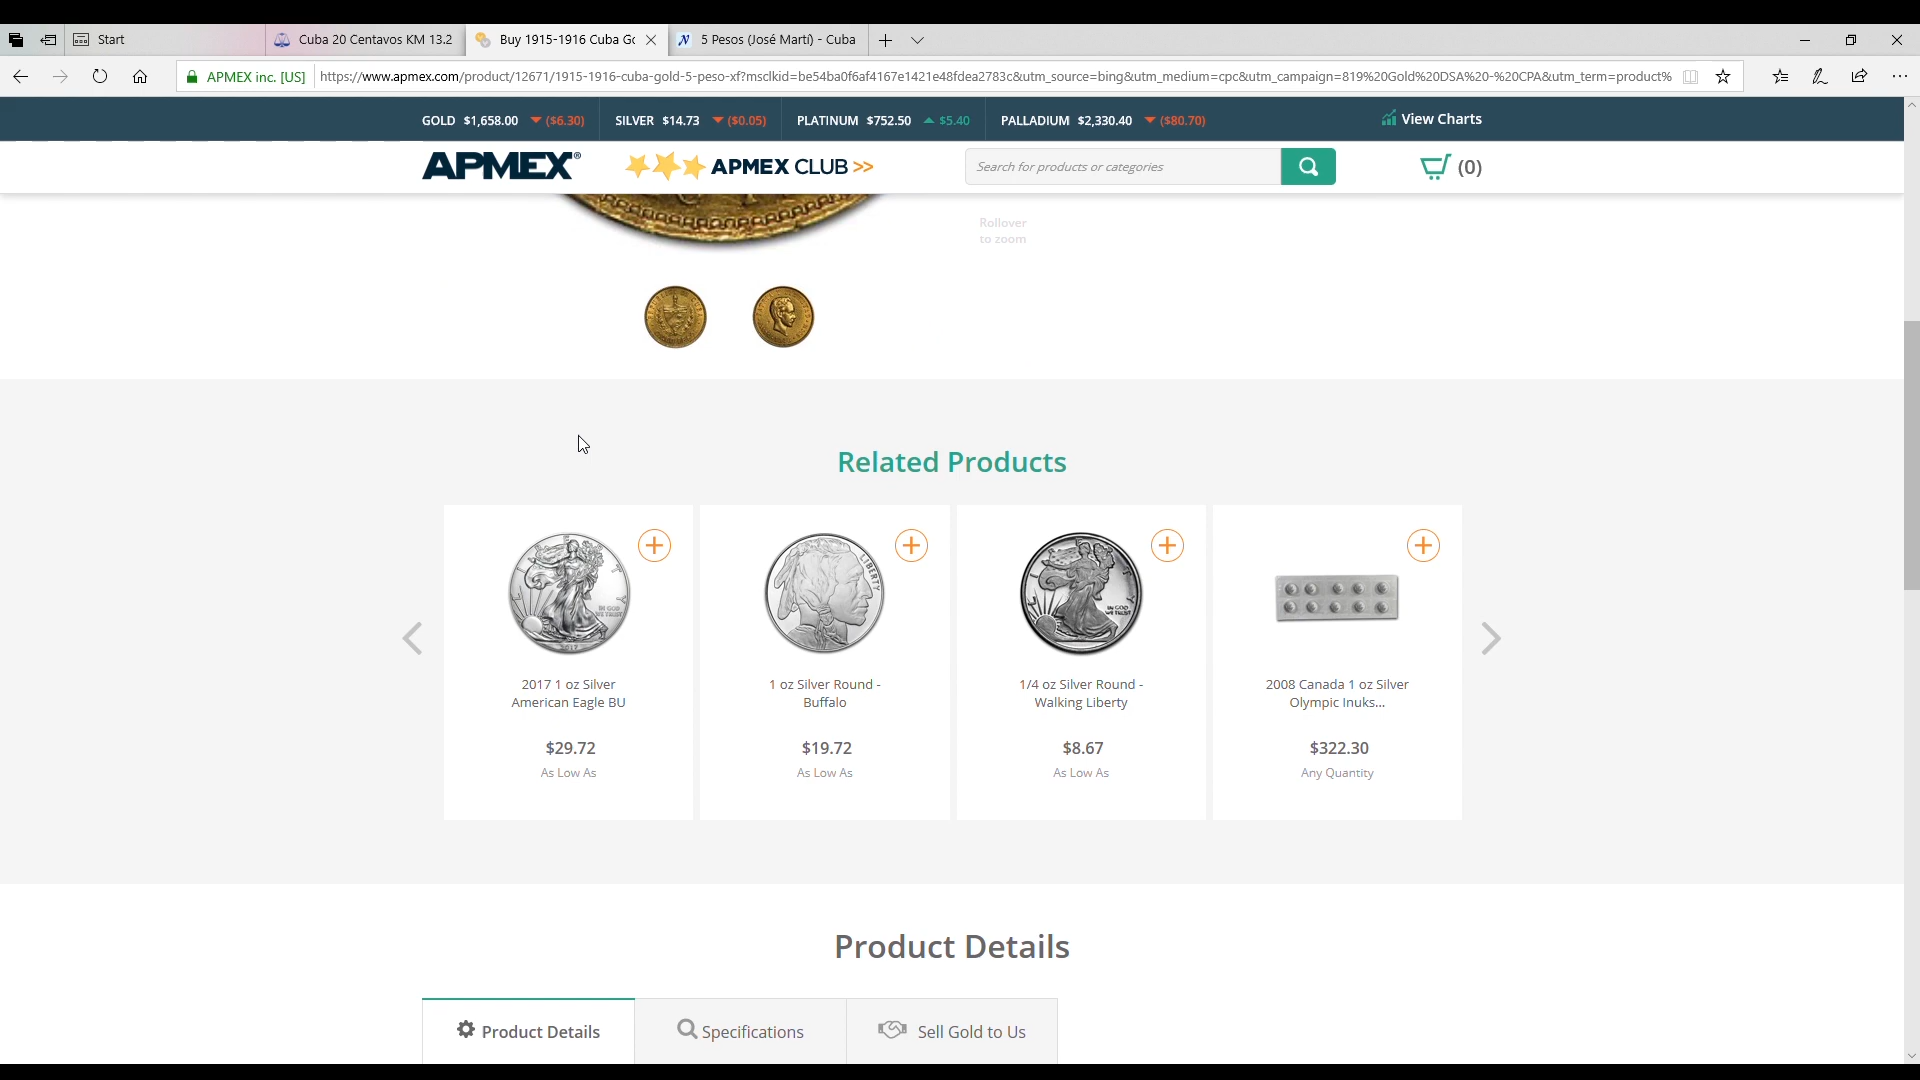 Start
Cuba 20 Centavos KM 13.2
Buy 1915-1916 Cuba Go
5 Pesos (José Martí) - Cuba
APMEX inc. [US]
https://www.apmex.com/product/12671/1915-1916-cuba-gold-5-peso-xf?msclkid=be54ba0f6af4167e1421e48fdea2783c&utm_source=bing&utm_medium=cpc&utm_campaign=819%20Gold%20DSA%20-%20CPA&utm_term=product%
GOLD $1,658.00 ($6.30)
SILVER $14.73 ($0.05)
PLATINUM $752.50 $5.40
PALLADIUM $2,330.40 ($80.70)
View Charts
APMEX®
APMEX CLUB >>
Search for products or categories
(0)
Rollover
to zoom
Related Products
2017 1 oz Silver
American Eagle BU
$29.72
As Low As
1 oz Silver Round -
Buffalo
$19.72
As Low As
1/4 oz Silver Round -
Walking Liberty
$8.67
As Low As
2008 Canada 1 oz Silver
Olympic Inuks...
$322.30
Any Quantity
Product Details
Product Details
Specifications
Sell Gold to Us